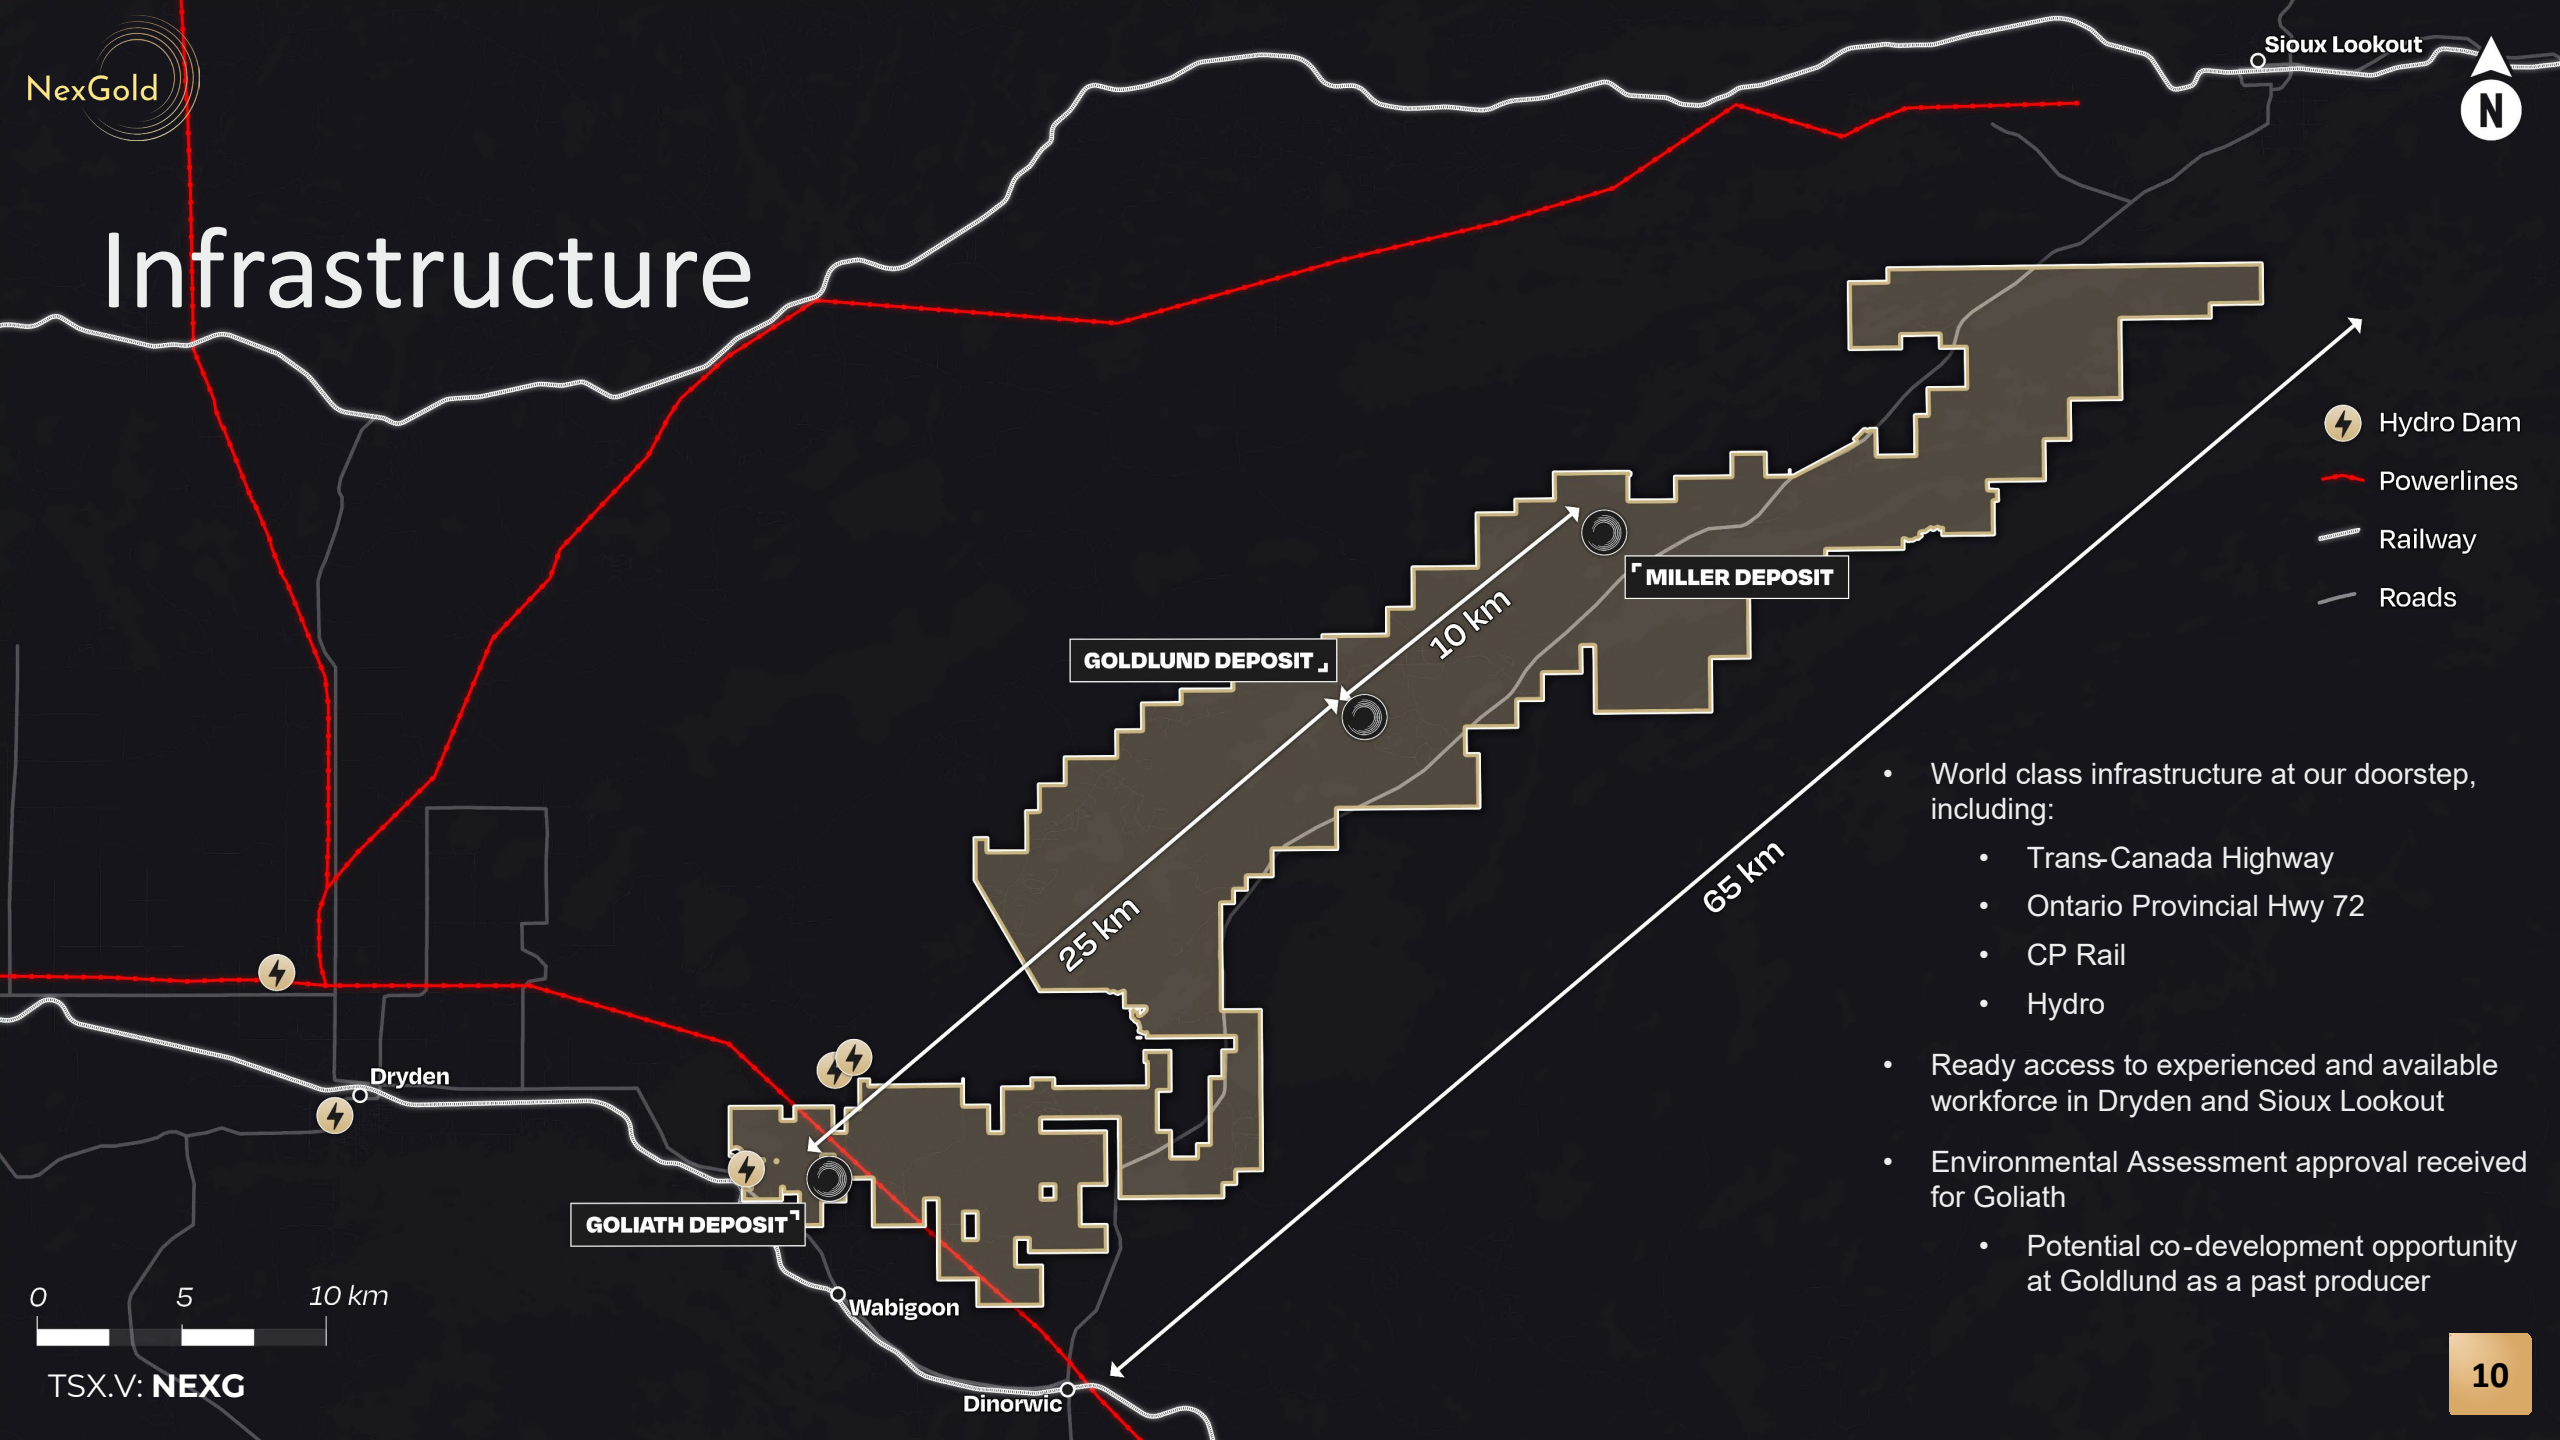 NexGold
Infrastructure
Sioux Lookout
N
Hydro Dam
Powerlines
Railway
Roads
MILLER DEPOSIT
10 km
GOLDLUND DEPOSIT
25 km
65 km
Dryden
GOLIATH DEPOSIT
Wabigoon
Dinorwic
• World class infrastructure at our doorstep,
including:
• Trans-Canada Highway
• Ontario Provincial Hwy 72
• CP Rail
• Hydro
• Ready access to experienced and available
workforce in Dryden and Sioux Lookout
• Environmental Assessment approval received
for Goliath
• Potential co-development opportunity
at Goldlund as a past producer
0 5 10 km
TSX.V: NEXG
10